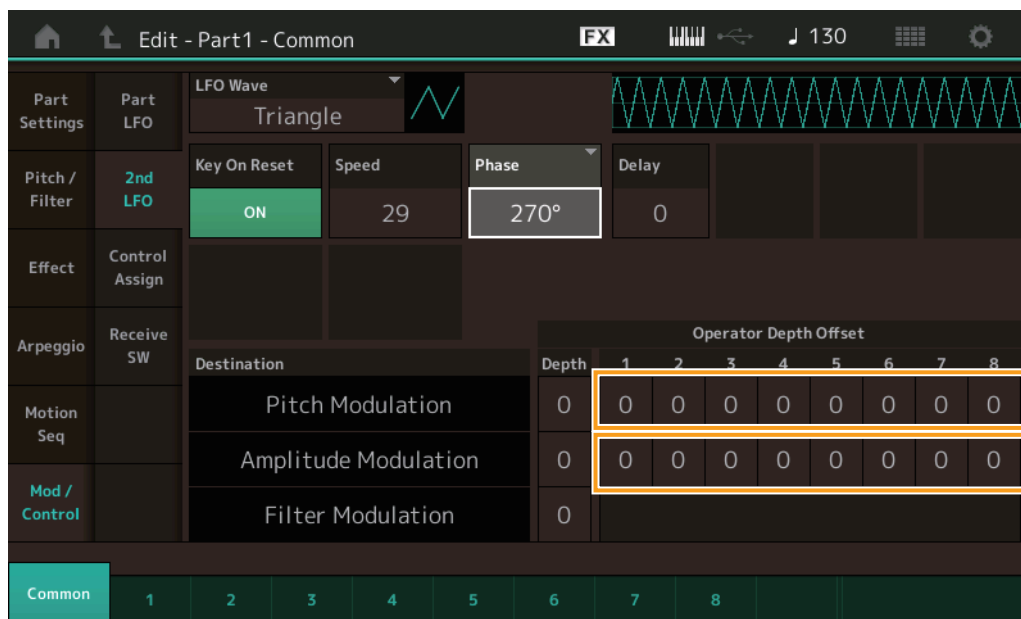 Edit - Part1 - Common
FX
130
Part
Settings
Part
LFO
LFO Wave
Triangle
Pitch /
Filter
2nd
LFO
Key On Reset
ON
Speed
29
Phase
270°
Delay
0
Effect
Control
Assign
Arpeggio
Receive
SW
Operator Depth Offset
Destination
Depth
1 2 3 4 5 6 7 8
Motion
Seq
Pitch Modulation 0 0 0 0 0 0 0 0 0
Amplitude Modulation 0 0 0 0 0 0 0 0 0
Mod /
Control
Filter Modulation 0
Common 1 2 3 4 5 6 7 8